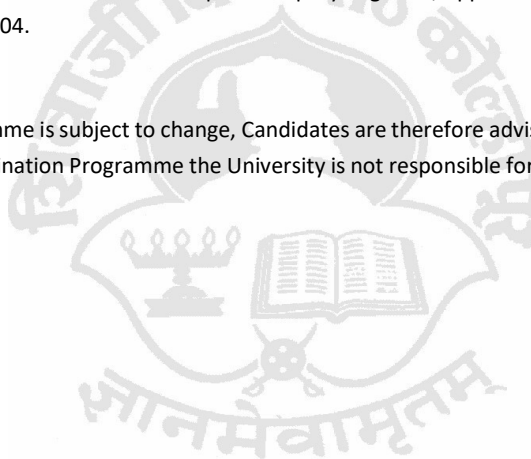 04.
me is subject to change, Candidates are therefore advis
ination Programme the University is not responsible for
शिवाजी विद्यापीठ कोल्हापूर
ज्ञानमेवामृतम्